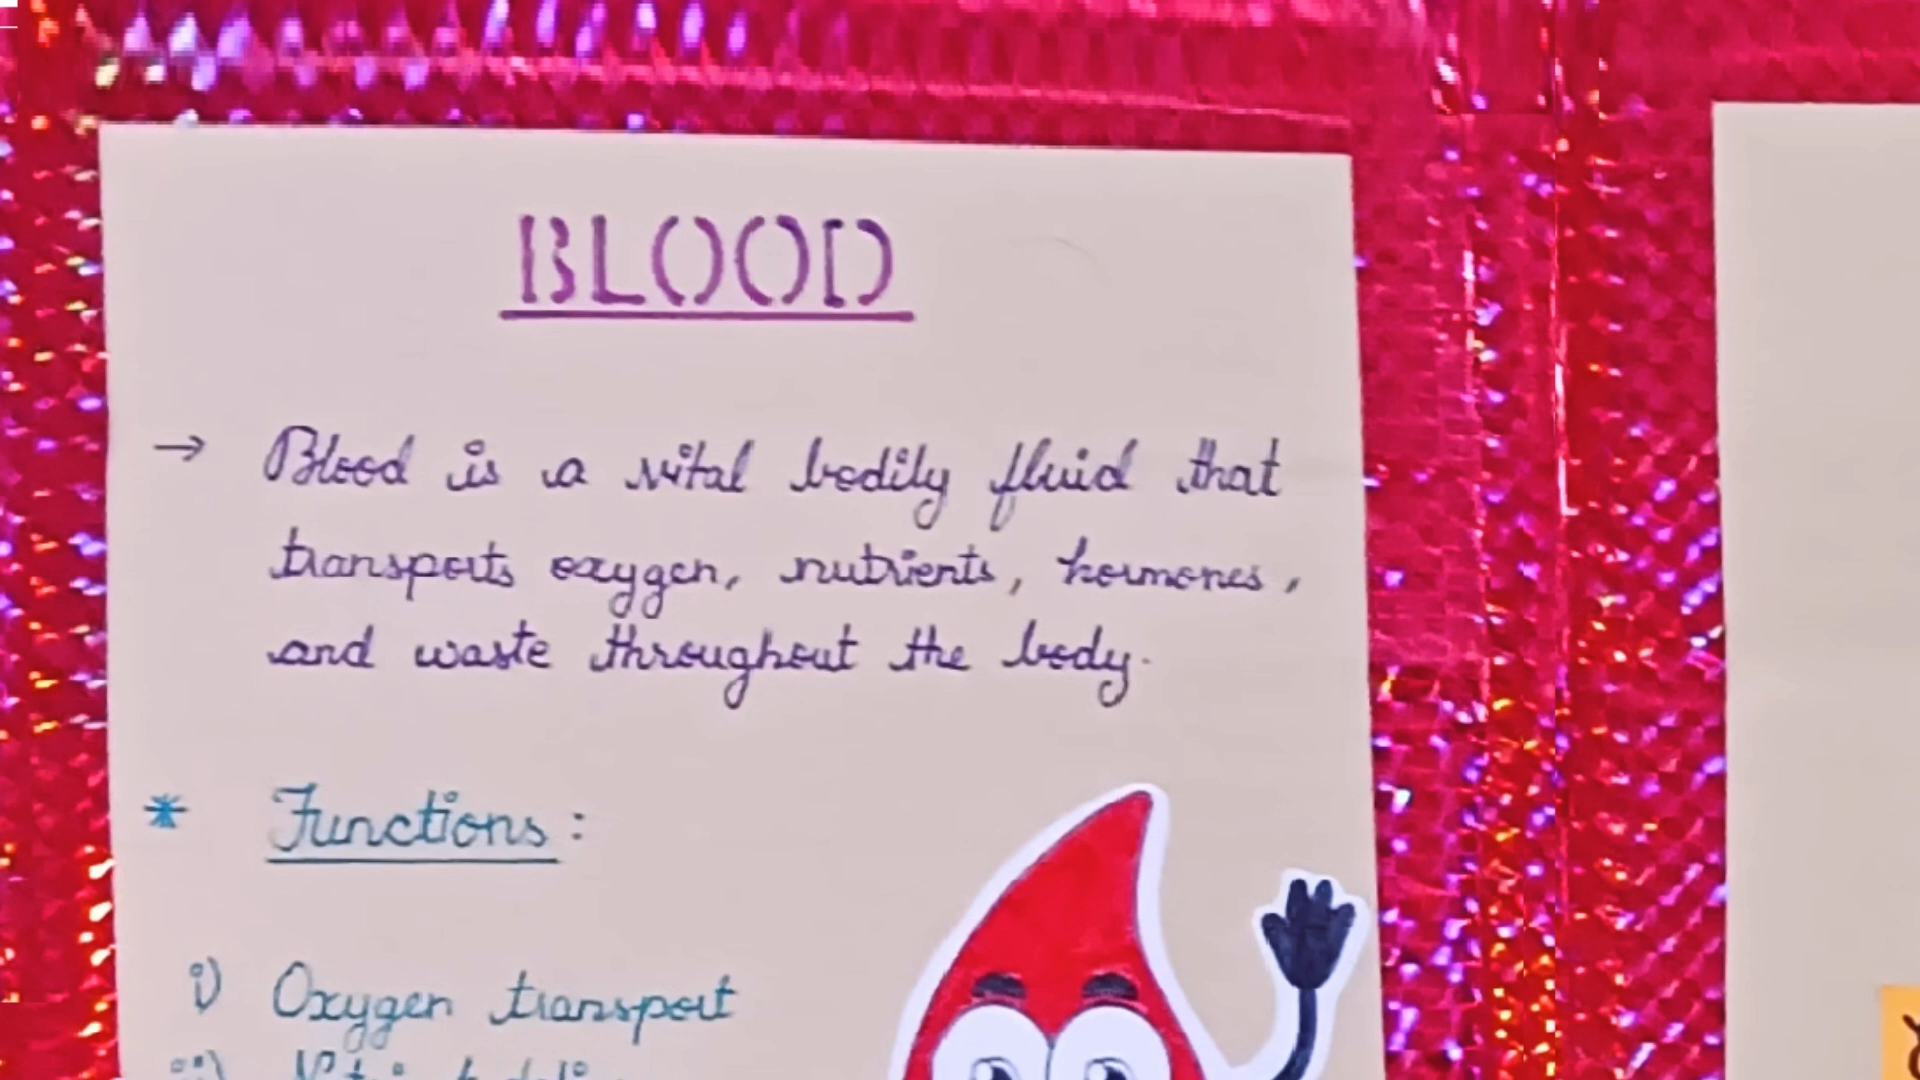 BLOOD
→ Blood is a vital bodily fluid that
transports oxygen, nutrients, hormones,
and waste throughout the body.
* Functions :
i) Oxygen transport